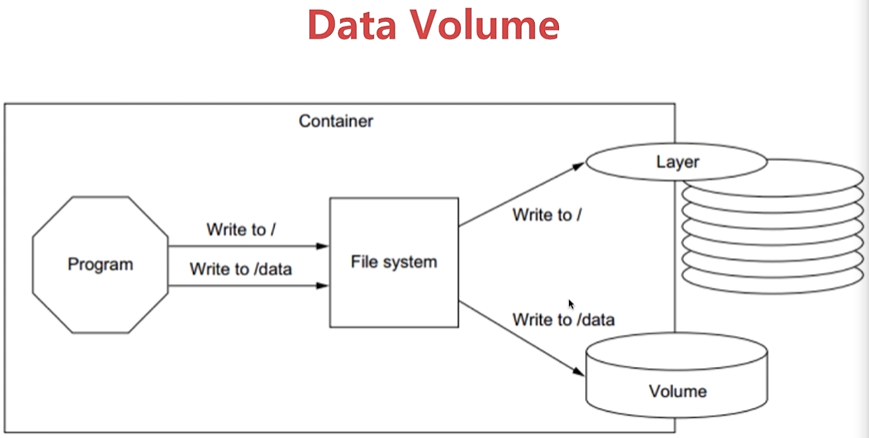 Data Volume
Container
Layer
Write to /
Write to /
Program
File system
Write to /data
Write to /data
Volume